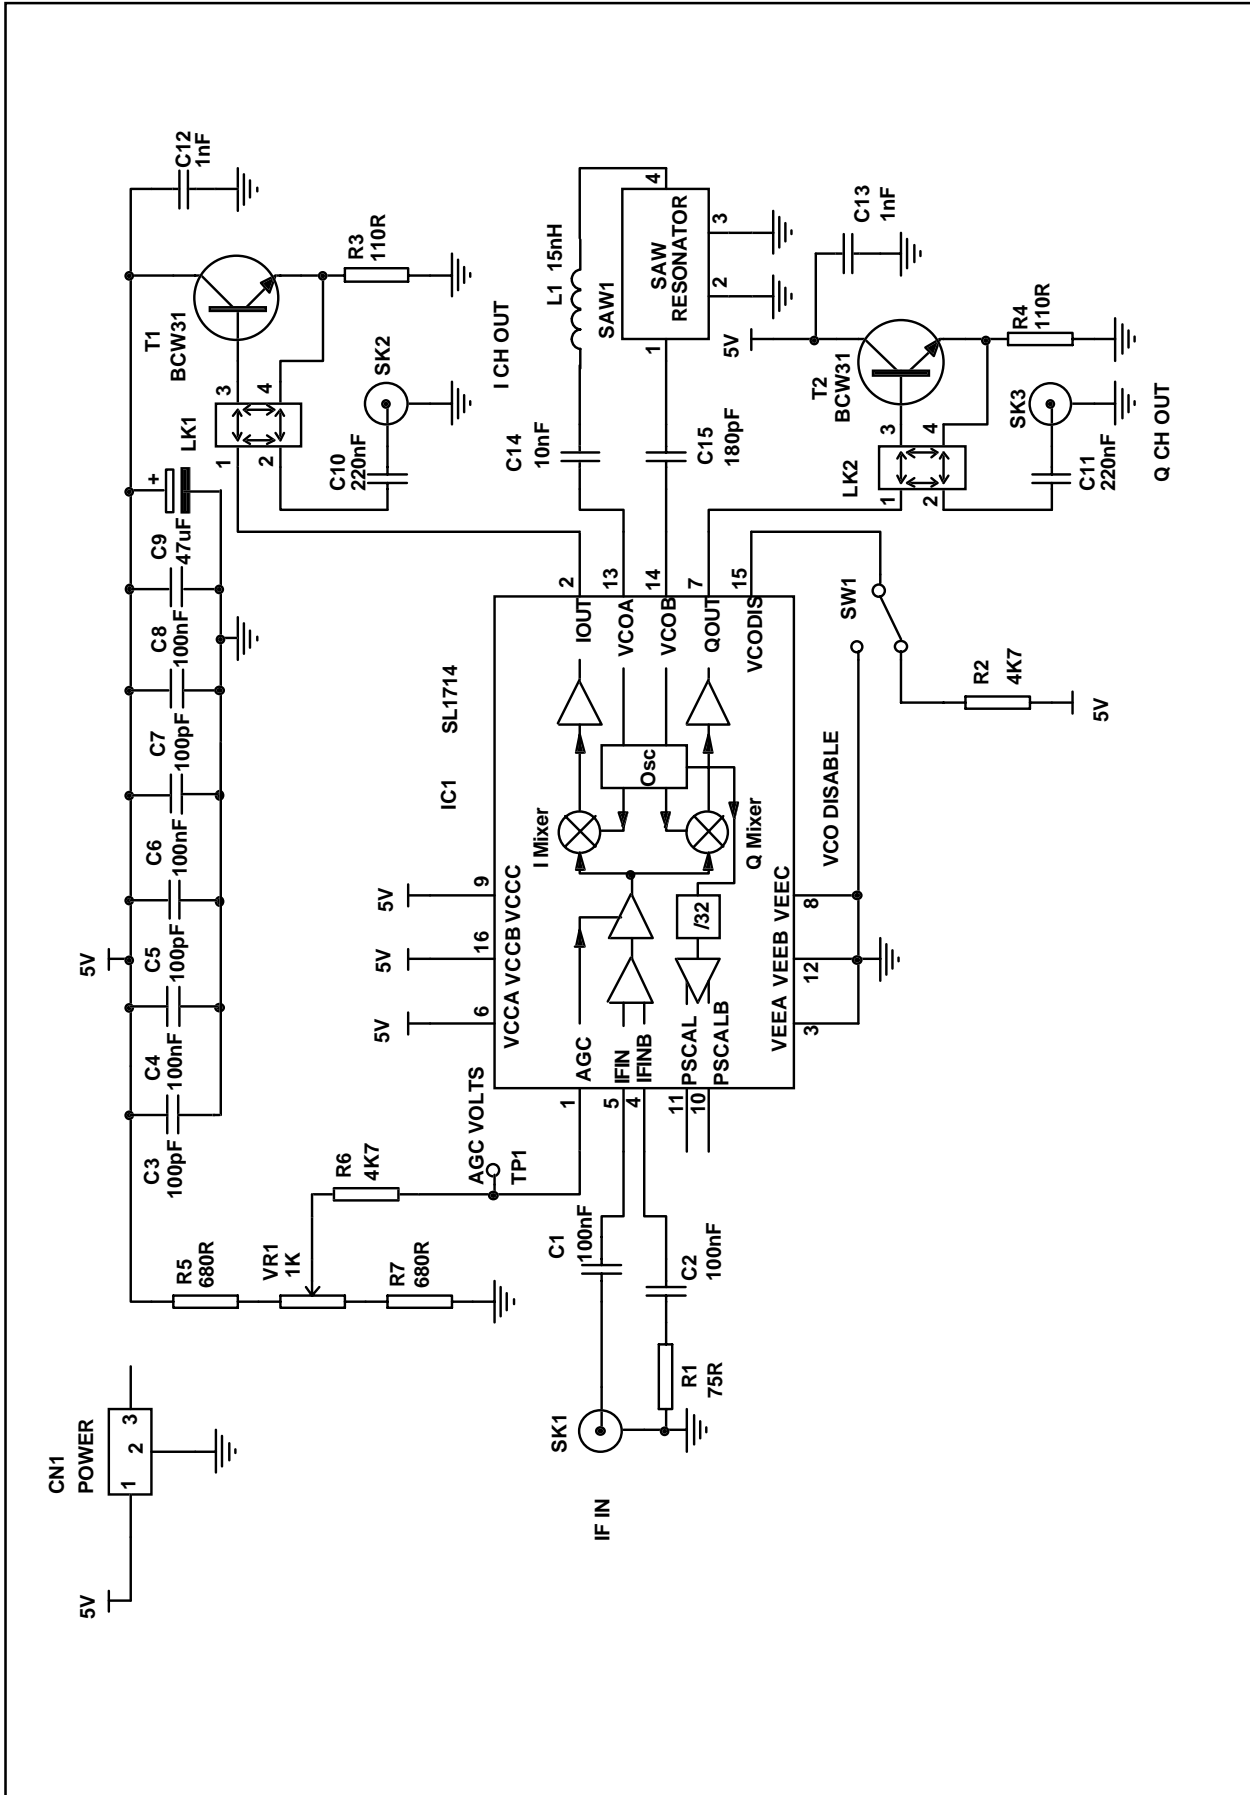 CN1
POWER
1
2
3
5V
R5
680R
VR1
1K
R7
680R
R6
4K7
AGC VOLTS
TP1
5V
C3
100pF
C4
100nF
C5
100pF
C6
100nF
C7
100pF
C8
100nF
C9
47uF
+
LK1
1
3
2
4
T1
BCW31
C12
1nF
R3
110R
SK2
C10
220nF
I CH OUT
IF IN
SK1
R1
75R
C1
100nF
C2
100nF
IC1
SL1714
5V
5V
5V
6
16
9
VCCA VCCB VCCC
1
AGC
5
IFIN
4
IFINB
11
PSCAL
10
PSCALB
I Mixer
Osc
Q Mixer
/32
IOUT
2
VCOA
13
VCOB
14
QOUT
7
VCODIS
15
VEEA VEEB VEEC
3
12
8
C14
10nF
L1 15nH
C15
180pF
SAW1
SAW
RESONATOR
1
2
3
4
5V
C13
1nF
T2
BCW31
R4
110R
LK2
1
3
2
4
SK3
C11
220nF
Q CH OUT
VCO DISABLE
SW1
R2
4K7
5V